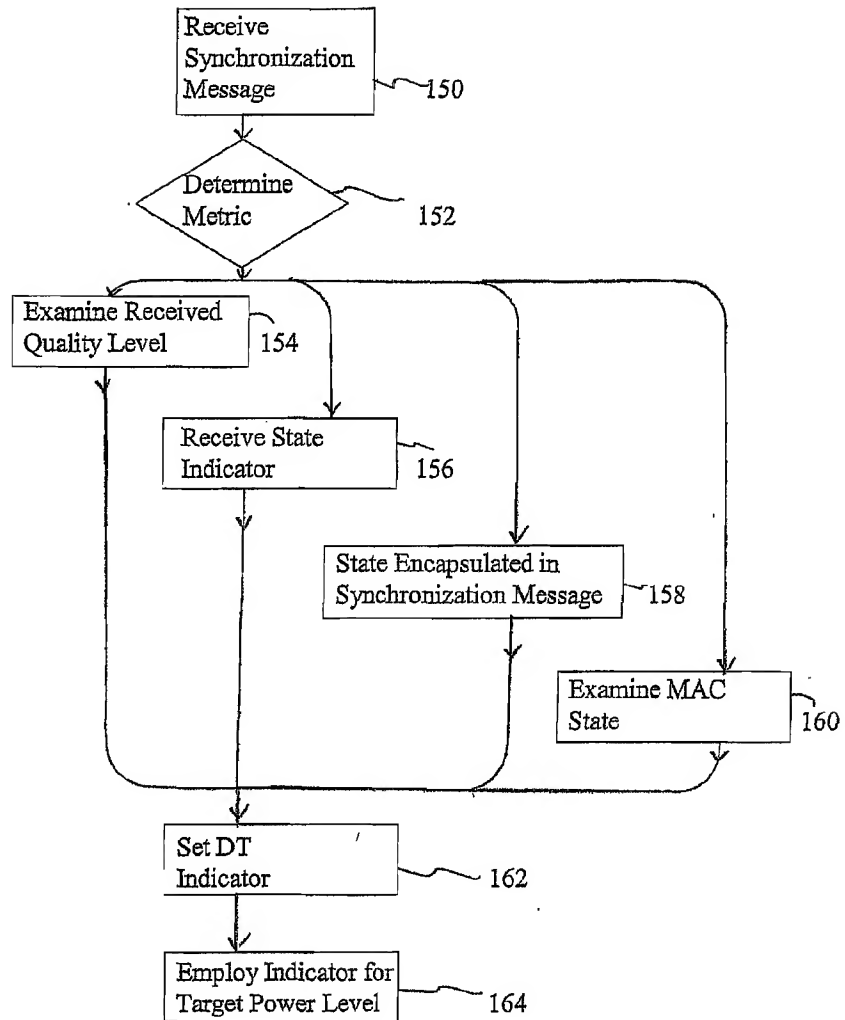 Receive
Synchronization
Message
150
Determine
Metric
152
Examine Received
Quality Level
154
Receive State
Indicator
156
State Encapsulated in
Synchronization Message
158
Examine MAC
State
160
Set DT
Indicator
162
Employ Indicator for
Target Power Level
164